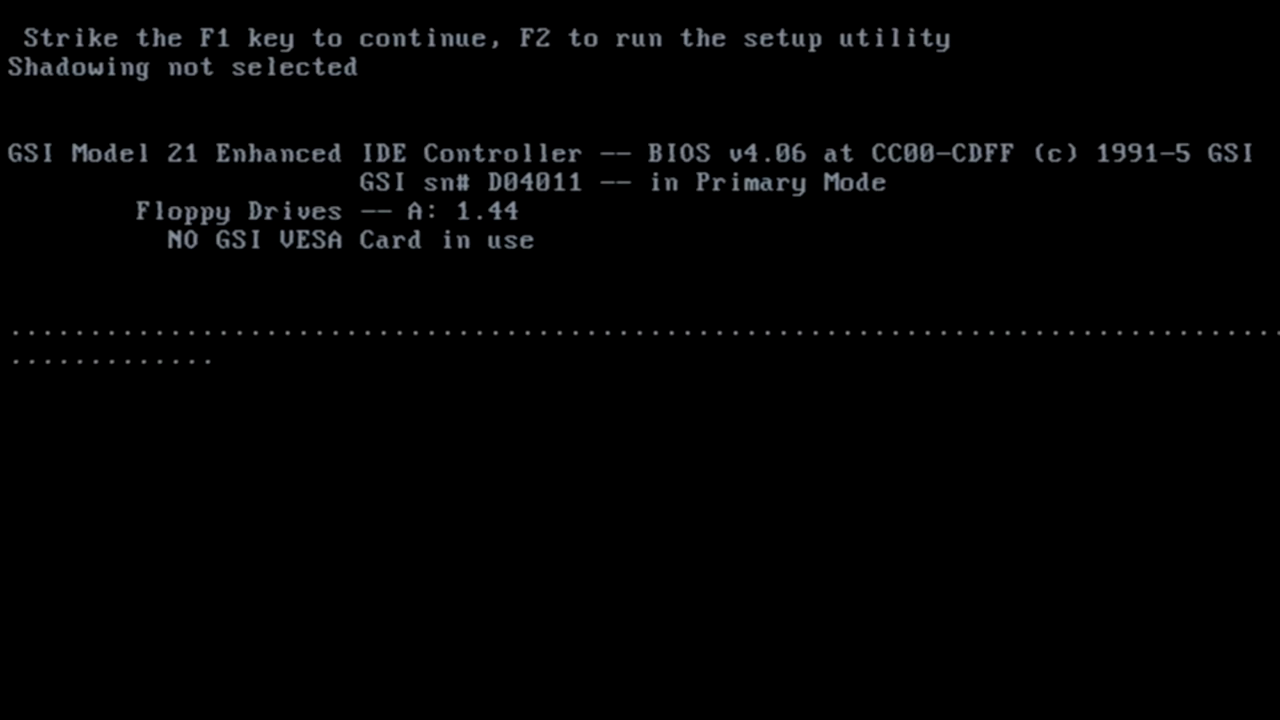 Strike the F1 key to continue, F2 to run the setup utility
Shadowing not selected
GSI Model 21 Enhanced IDE Controller -- BIOS v4.06 at CC00-CDFF (c) 1991-5 GSI
GSI sn# D04011 -- in Primary Mode
Floppy Drives -- A: 1.44
NO GSI VESA Card in use
................................................................................
.............